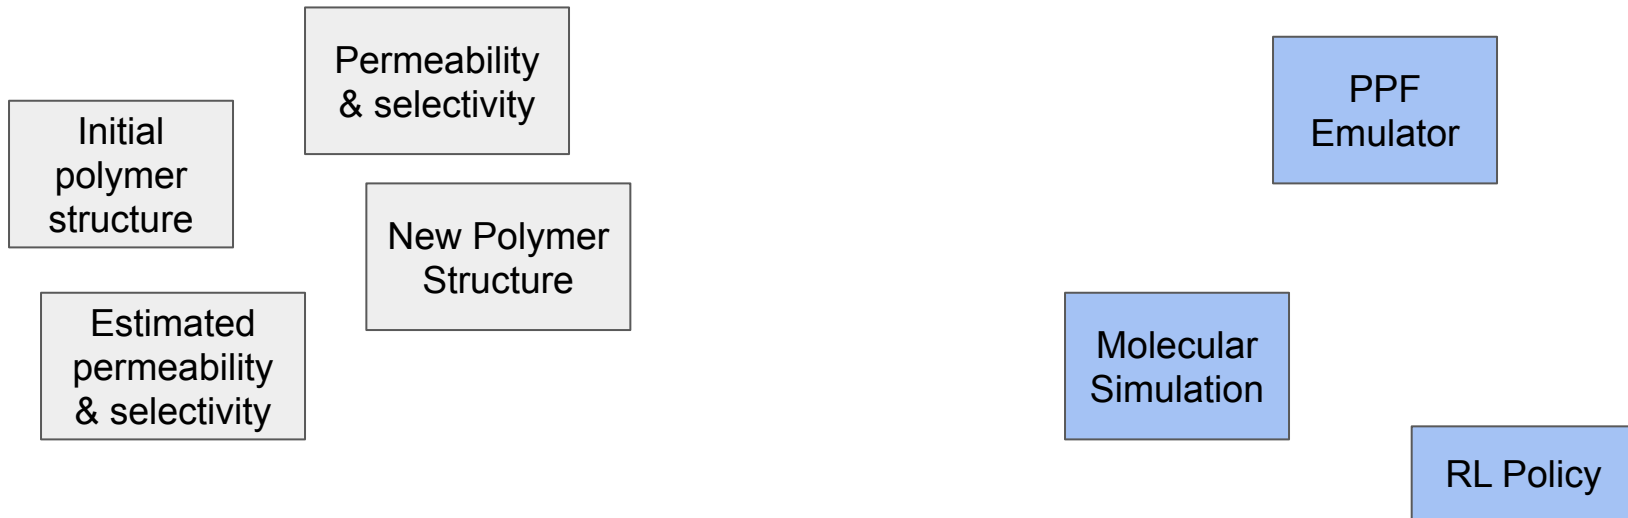 Permeability
& selectivity
Initial
polymer
structure
New Polymer
Structure
Estimated
permeability
& selectivity
PPF
Emulator
Molecular
Simulation
RL Policy